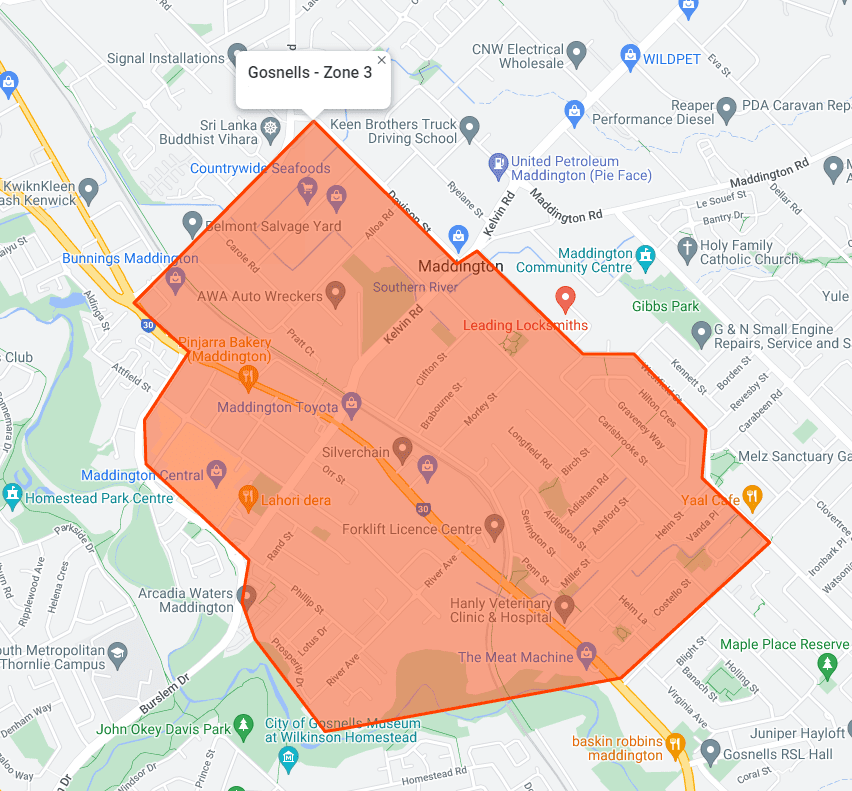 Signal Installations
CNW Electrical
Wholesale
WILDPET
Eva St
Gosnells - Zone 3
Reaper
Performance Diesel
PDA Caravan Repa
Sri Lanka
Buddhist Vihara
Keen Brothers Truck
Driving School
United Petroleum
Maddington (Pie Face)
Countrywide Seafoods
KwiknKleen
ash Kenwick
Davison St
Ryelane St
Kelvin Rd
Maddington Rd
Maddington Rd
Le Souef St
Bantry Dr
Dellar Rd
Belmont Salvage Yard
Alloa Rd
Carole Rd
Bunnings Maddington
Maddington
Southern River
Maddington
Community Centre
Holy Family
Catholic Church
Aldinga St
AWA Auto Wreckers
Kelvin Rd
Leading Locksmiths
Gibbs Park
Yule
30
Pinjarra Bakery
(Maddington)
Pratt Ct
G & N Small Engine
Repairs, Service and S
s Club
Attfield St
Clifton St
Brabourne St
Morley St
Westfield St
Kennett St
Borden St
Revesby St
Carabeen Rd
Hilton Cres
Graveney Way
Carisbrooke St
Maddington Toyota
Longfield Rd
Birch St
Silverchain
Melz Sanctuary Ga
Maddington Central
Orr St
Adisham Rd
Homestead Park Centre
Lahori dera
30
Yaal Cafe
Forklift Licence Centre
Sevington St
Aldington St
Ashford St
Helm St
Vanda Pl
Clovertree
Ironbark Pl
Watsonia
Parkside Dr
Ripplewood Ave
Helena Cres
Rand St
River Ave
Penn St
Miller St
Arcadia Waters
Maddington
Phillip St
Hanly Veterinary
Clinic & Hospital
Helm La
Costello St
Lotus Dr
Prosperity Dr
River Ave
The Meat Machine
outh Metropolitan
Thornlie Campus
Burslem Dr
Blight St
Banach St
Holling St
Virginia Ave
Maple Place Reserve
Denham Way
John Okey Davis Park
City of Gosnells Museum
at Wilkinson Homestead
Juniper Hayloft
Gosnells RSL Hall
baskin robbins
maddington
Homestead Rd
Coral St
Prince St
Windsor Dr